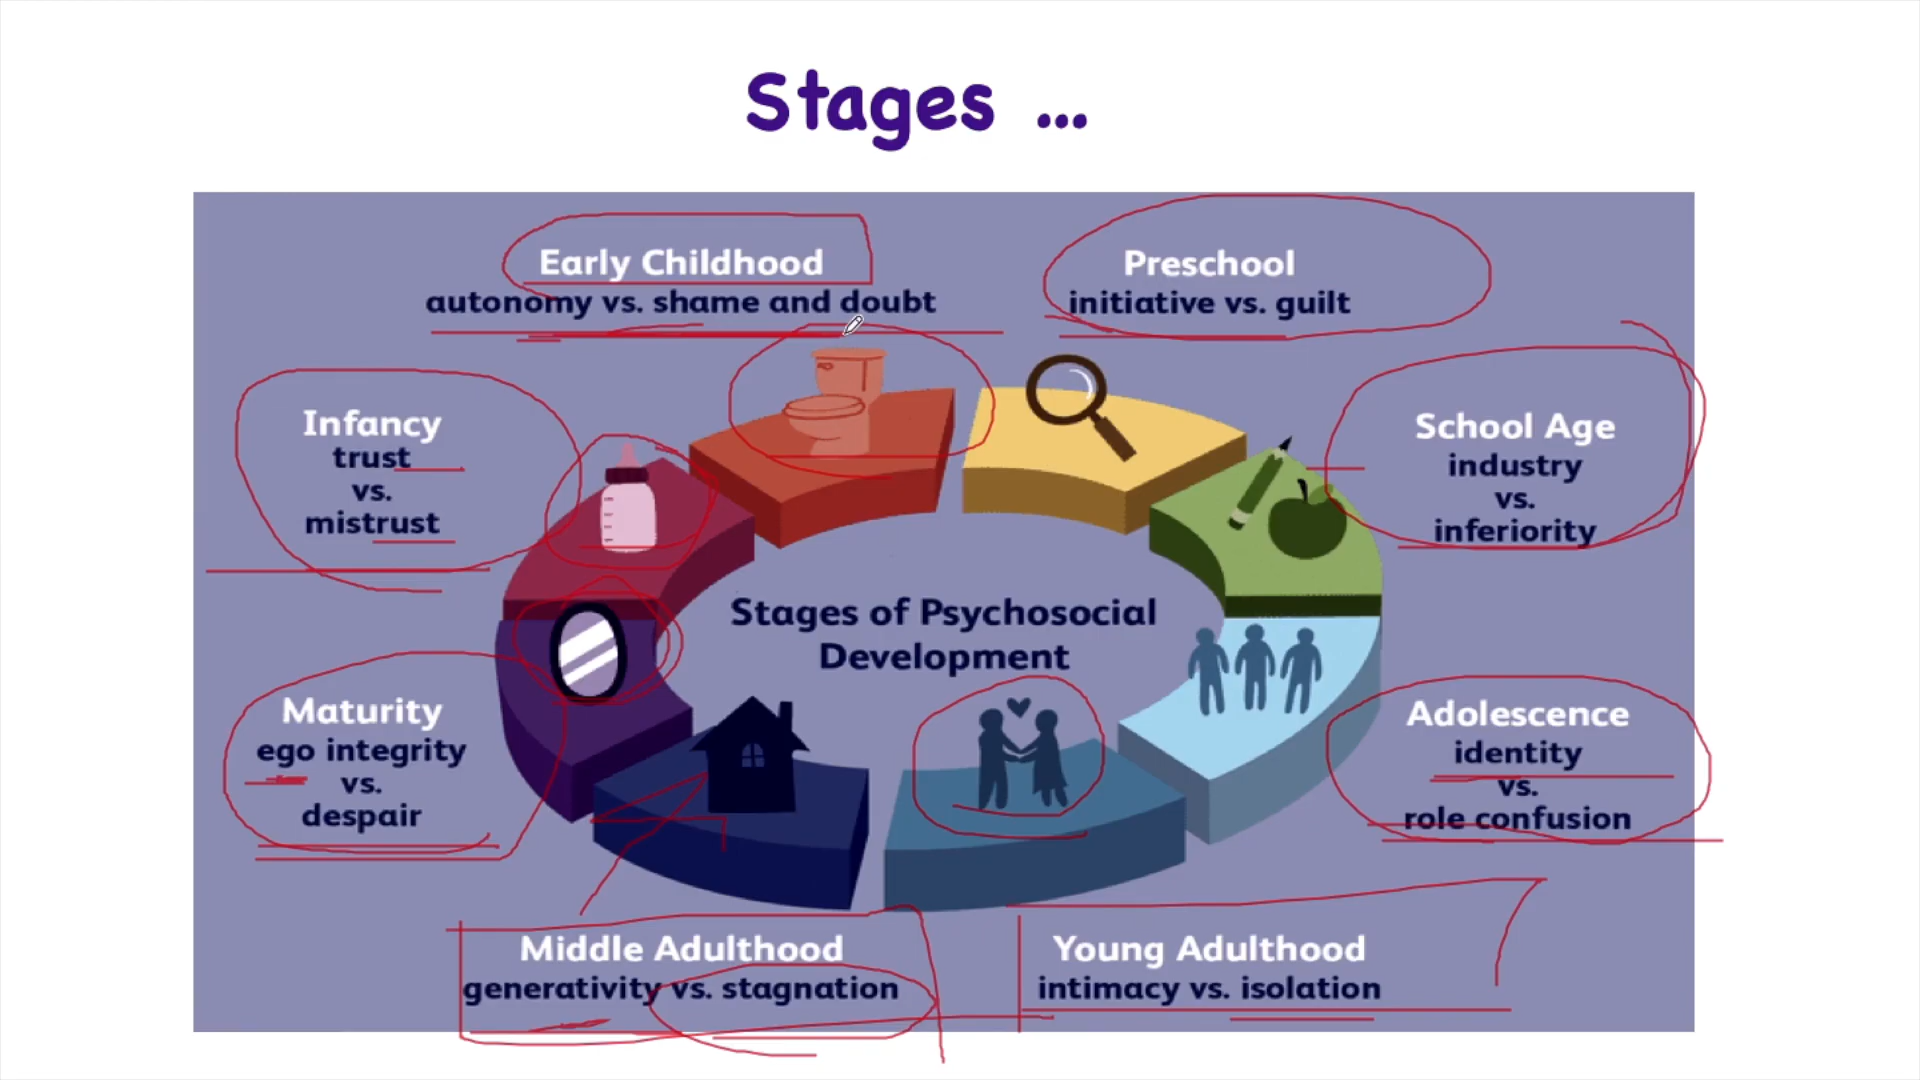 Stages ...
Early Childhood
autonomy vs. shame and doubt
Preschool
initiative vs. guilt
Infancy
trust
vs.
mistrust
School Age
industry
vs.
inferiority
Stages of Psychosocial
Development
Maturity
ego integrity
vs.
despair
Adolescence
identity
vs.
role confusion
Middle Adulthood
generativity vs. stagnation
Young Adulthood
intimacy vs. isolation